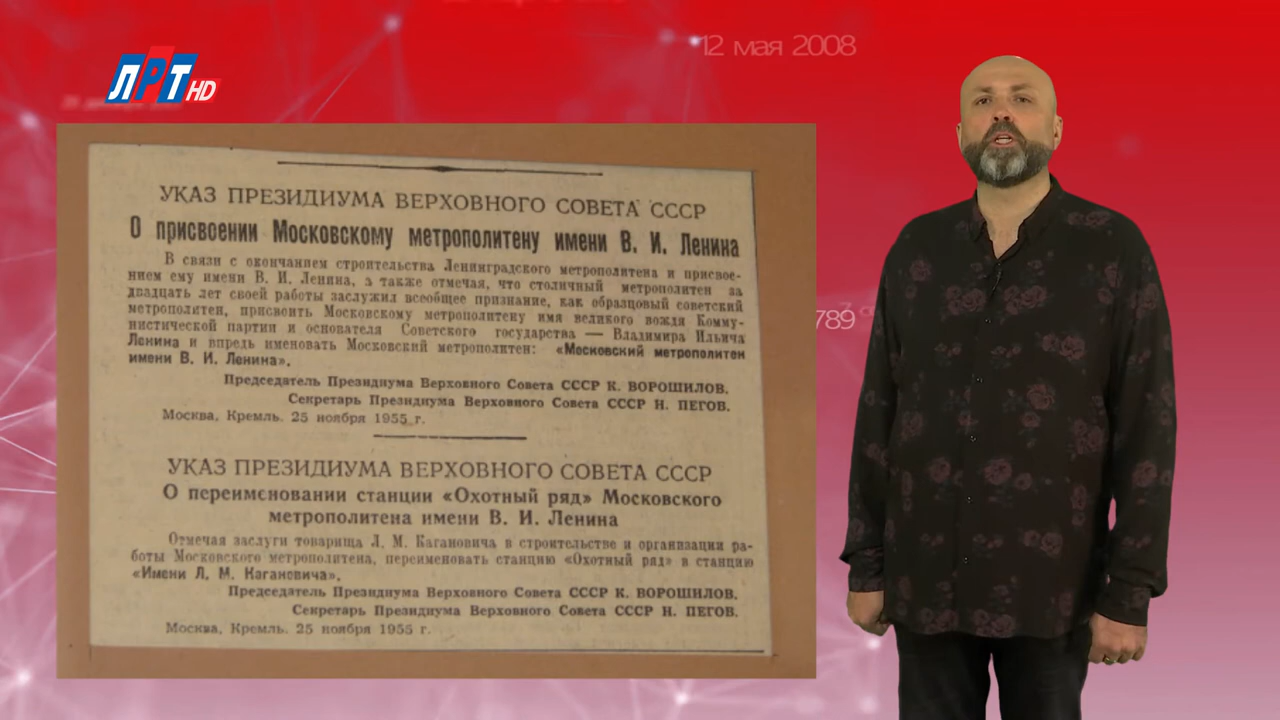 ЛРТ HD
12 мая 2008
789
УКАЗ ПРЕЗИДИУМА ВЕРХОВНОГО СОВЕТА СССР
О присвоении Московскому метрополитену имени В. И. Ленина
В связи с окончанием строительства Ленинградского метрополитена и присвое-
нием ему имени В. И. Ленина, а также отмечая, что столичный метрополитен за
двадцать лет своей работы заслужил всеобщее признание, как образцовый советский
метрополитен, присвоить Московскому метрополитену имя великого вождя Комму-
нистической партии и основателя Советского государства — Владимира Ильича
Ленина и впредь именовать Московский метрополитен: «Московский метрополитен
имени В. И. Ленина».
Председатель Президиума Верховного Совета СССР К. ВОРОШИЛОВ.
Секретарь Президиума Верховного Совета СССР Н. ПЕГОВ.
Москва, Кремль. 25 ноября 1955 г.
УКАЗ ПРЕЗИДИУМА ВЕРХОВНОГО СОВЕТА СССР
О переименовании станции «Охотный ряд» Московского
метрополитена имени В. И. Ленина
Отмечая заслуги товарища Л. М. Кагановича в строительстве и организации ра-
боты Московского метрополитена, переименовать станцию «Охотный ряд» в станцию
«Имени Л. М. Кагановича».
Председатель Президиума Верховного Совета СССР К. ВОРОШИЛОВ.
Секретарь Президиума Верховного Совета СССР Н. ПЕГОВ.
Москва, Кремль. 25 ноября 1955 г.